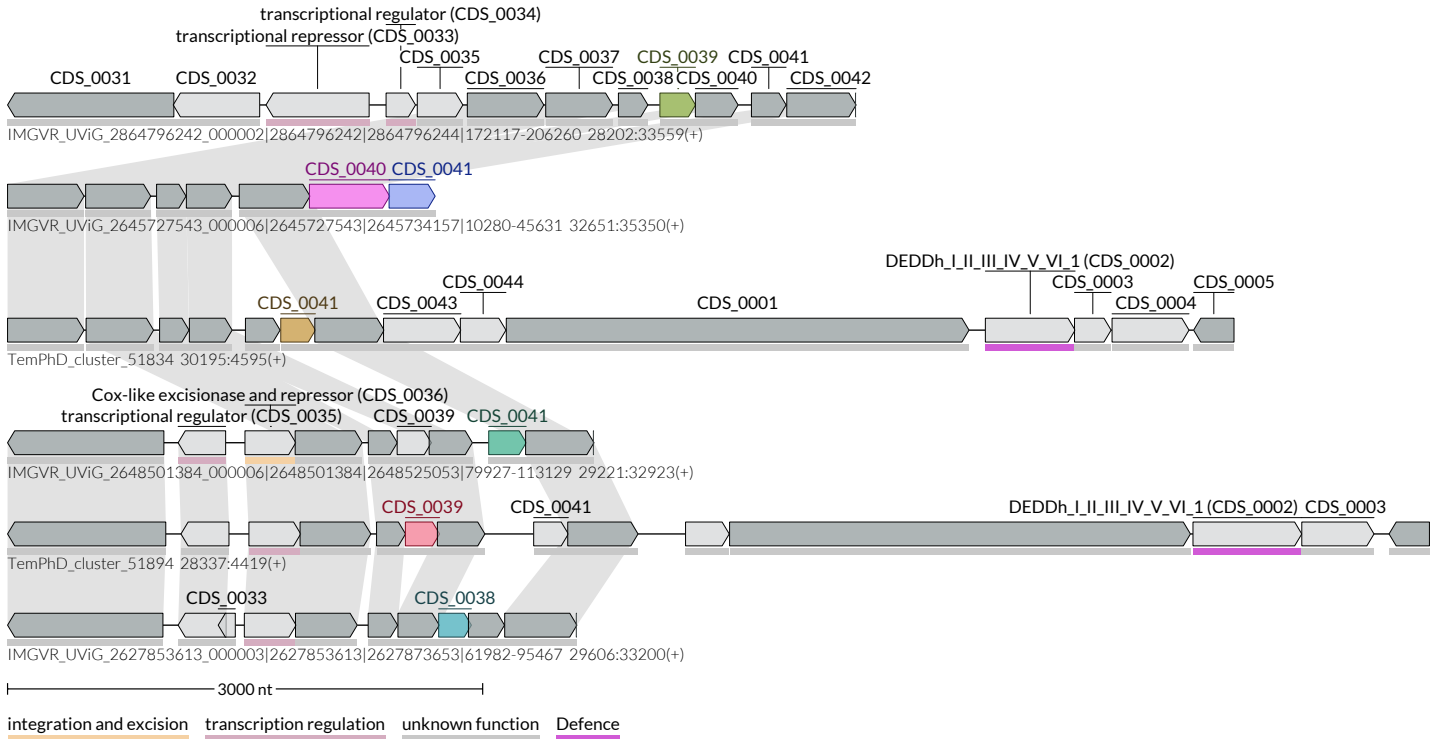 transcriptional regulator (CDS_0034)
transcriptional repressor (CDS_0033)
CDS_0035 CDS_0037 CDS_0039 CDS_0041
CDS_0031 CDS_0032 CDS_0036 CDS_0038 CDS_0040 CDS_0042
IMGVR_UViG_2864796242_000002|2864796242|2864796244|172117-206260 28202:33559(+)
CDS_0040 CDS_0041
IMGVR_UViG_2645727543_000006|2645727543|2645734157|10280-45631 32651:35350(+)
DEDDh_I_II_III_IV_V_VI_1 (CDS_0002)
CDS_0044 CDS_0003 CDS_0005
CDS_0041 CDS_0043 CDS_0001 CDS_0004
TemPhD_cluster_51834 30195:4595(+)
Cox-like excisionase and repressor (CDS_0036)
transcriptional regulator (CDS_0035) CDS_0039 CDS_0041
IMGVR_UViG_2648501384_000006|2648501384|2648525053|79927-113129 29221:32923(+)
CDS_0039 CDS_0041 DEDDh_I_II_III_IV_V_VI_1 (CDS_0002) CDS_0003
TemPhD_cluster_51894 28337:4419(+)
CDS_0033 CDS_0038
IMGVR_UViG_2627853613_000003|2627853613|2627873653|61982-95467 29606:33200(+)
3000 nt
integration and excision transcription regulation unknown function Defence